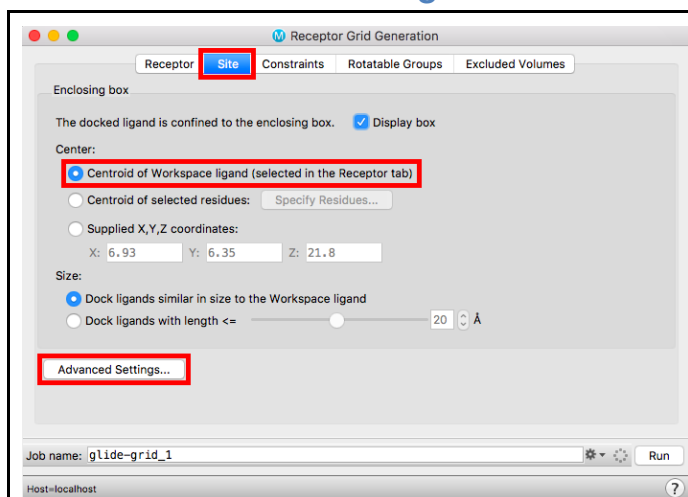 Receptor Grid Generation
Receptor Site Constraints Rotatable Groups Excluded Volumes
Enclosing box
The docked ligand is confined to the enclosing box. Display box
Center:
Centroid of Workspace ligand (selected in the Receptor tab)
Centroid of selected residues: Specify Residues...
Supplied X,Y,Z coordinates:
X: 6.93 Y: 6.35 Z: 21.8
Size:
Dock ligands similar in size to the Workspace ligand
Dock ligands with length <= 20 Å
Advanced Settings...
Job name: glide-grid_1 Run
Host=localhost ?